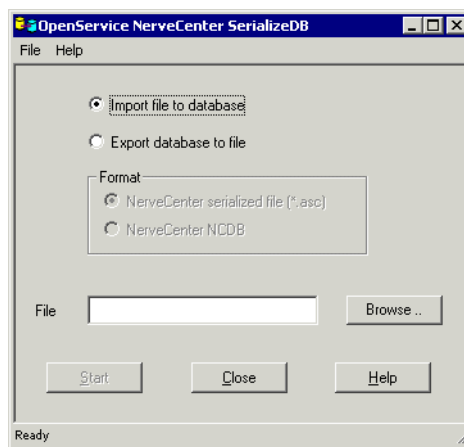 OpenService NerveCenter SerializeDB
File Help
Import file to database
Export database to file
Format
NerveCenter serialized file (*.asc)
NerveCenter NCDB
File Browse ..
Start Close Help
Ready